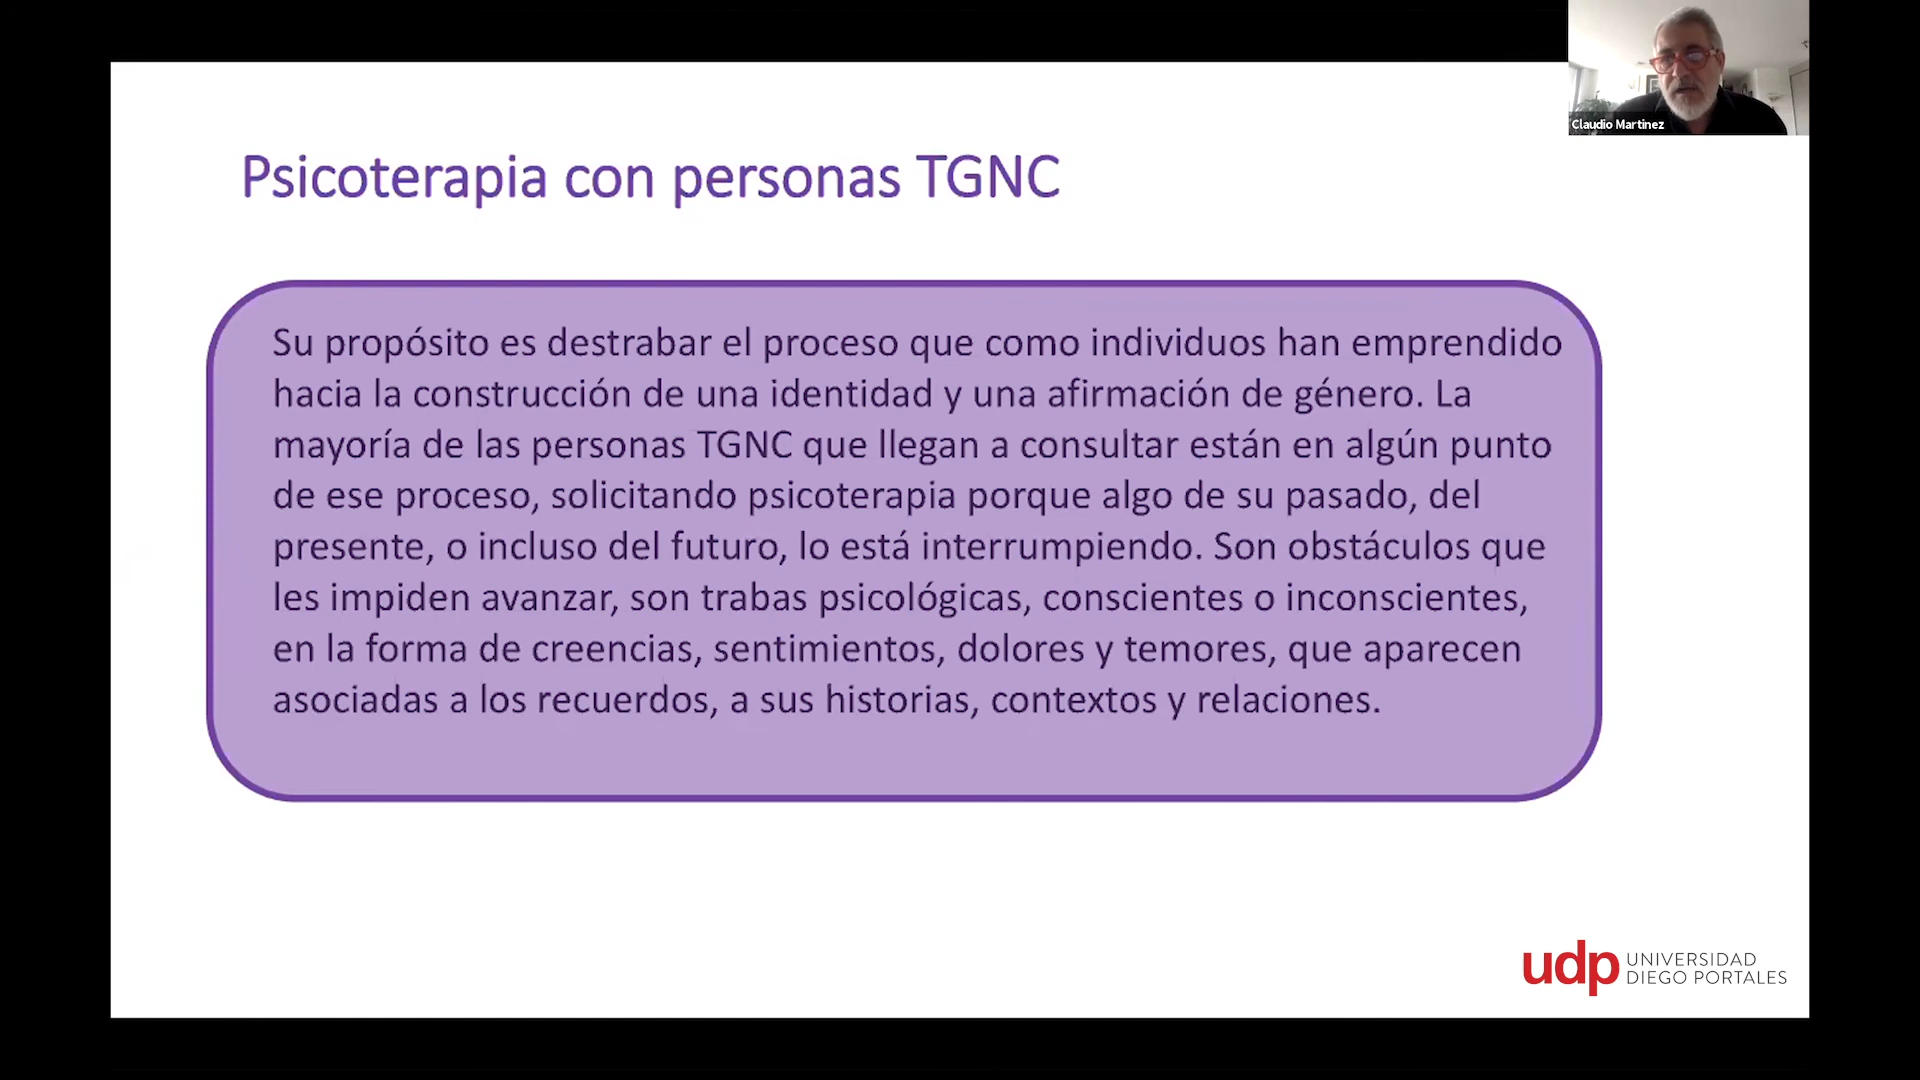 Claudio Martinez
Psicoterapia con personas TGNC
Su propósito es destrabar el proceso que como individuos han emprendido
hacia la construcción de una identidad y una afirmación de género. La
mayoría de las personas TGNC que llegan a consultar están en algún punto
de ese proceso, solicitando psicoterapia porque algo de su pasado, del
presente, o incluso del futuro, lo está interrumpiendo. Son obstáculos que
les impiden avanzar, son trabas psicológicas, conscientes o inconscientes,
en la forma de creencias, sentimientos, dolores y temores, que aparecen
asociadas a los recuerdos, a sus historias, contextos y relaciones.
udp UNIVERSIDAD
DIEGO PORTALES